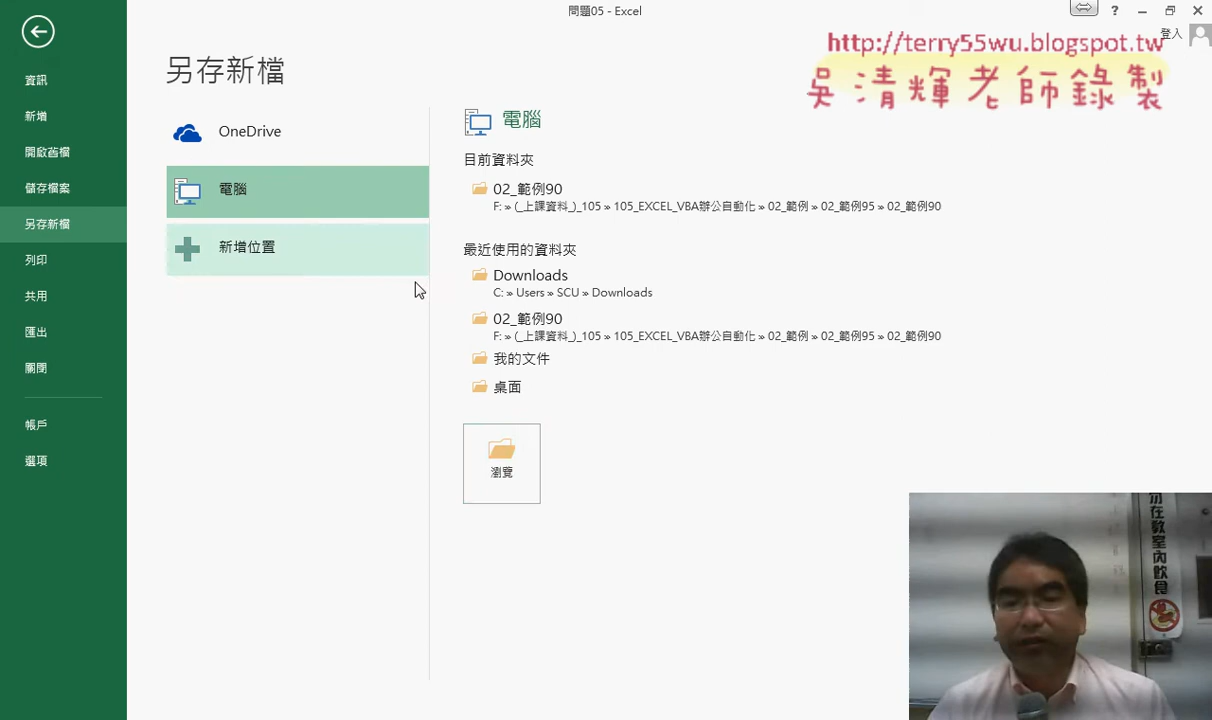 問題05 - Excel
?
登入
http://terry55wu.blogspot.tw
吳清輝老師錄製
資訊
新增
開啟舊檔
儲存檔案
另存新檔
列印
共用
匯出
關閉
帳戶
選項
另存新檔
OneDrive
電腦
新增位置
電腦
目前資料夾
02_範例90
F: » (_上課資料_)_105 » 105_EXCEL_VBA辦公自動化 » 02_範例 » 02_範例95 » 02_範例90
最近使用的資料夾
Downloads
C: » Users » SCU » Downloads
02_範例90
F: » (_上課資料_)_105 » 105_EXCEL_VBA辦公自動化 » 02_範例 » 02_範例95 » 02_範例90
我的文件
桌面
瀏覽
勿在教室內飲食